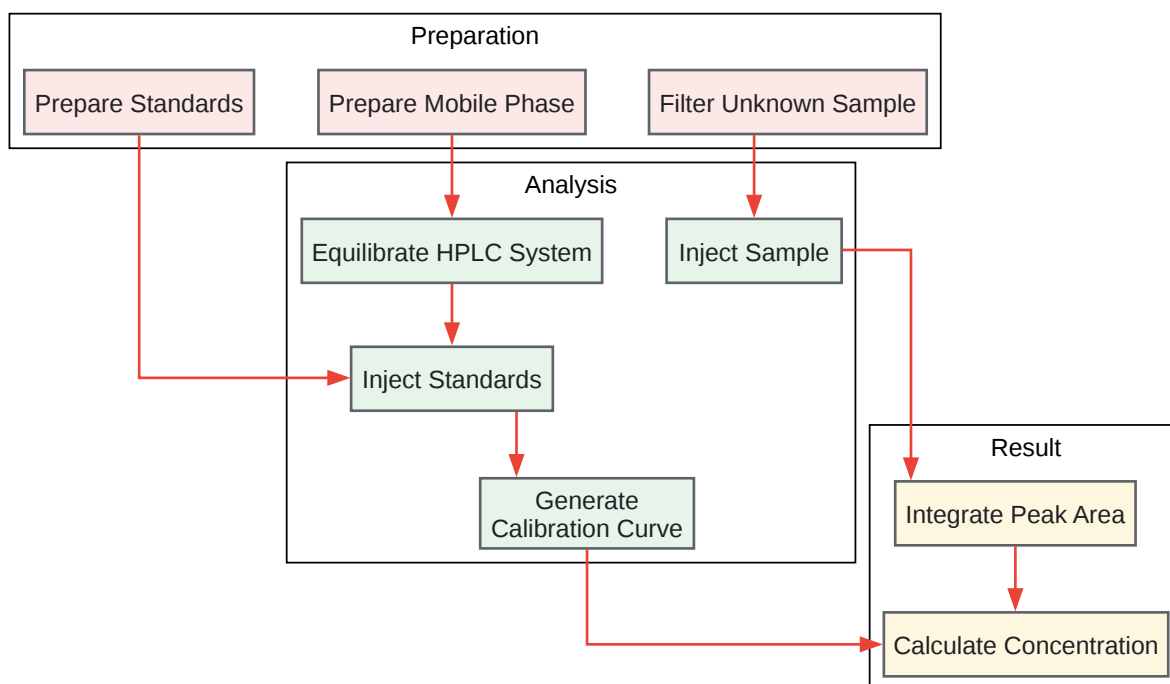 Preparation
Prepare Standards
Prepare Mobile Phase
Filter Unknown Sample
Analysis
Equilibrate HPLC System
Inject Sample
Inject Standards
Generate
Calibration Curve
Result
Integrate Peak Area
Calculate Concentration